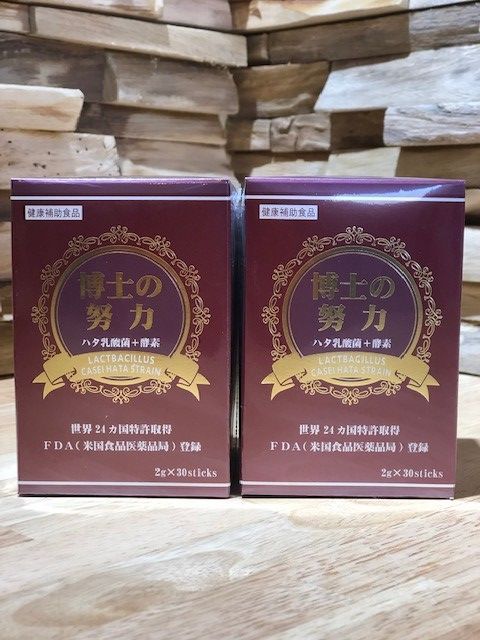 健康補助食品
博士の
努力
ハタ乳酸菌+酵素
LACTBACILLUS
CASEI HATA STRAIN
世界24カ国特許取得
FDA(米国食品医薬品局)登録
2g×30sticks
健康補助食品
博士の
努力
ハタ乳酸菌+酵素
LACTBACILLUS
CASEI HATA STRAIN
世界24カ国特許取得
FDA(米国食品医薬品局)登録
2g×30sticks